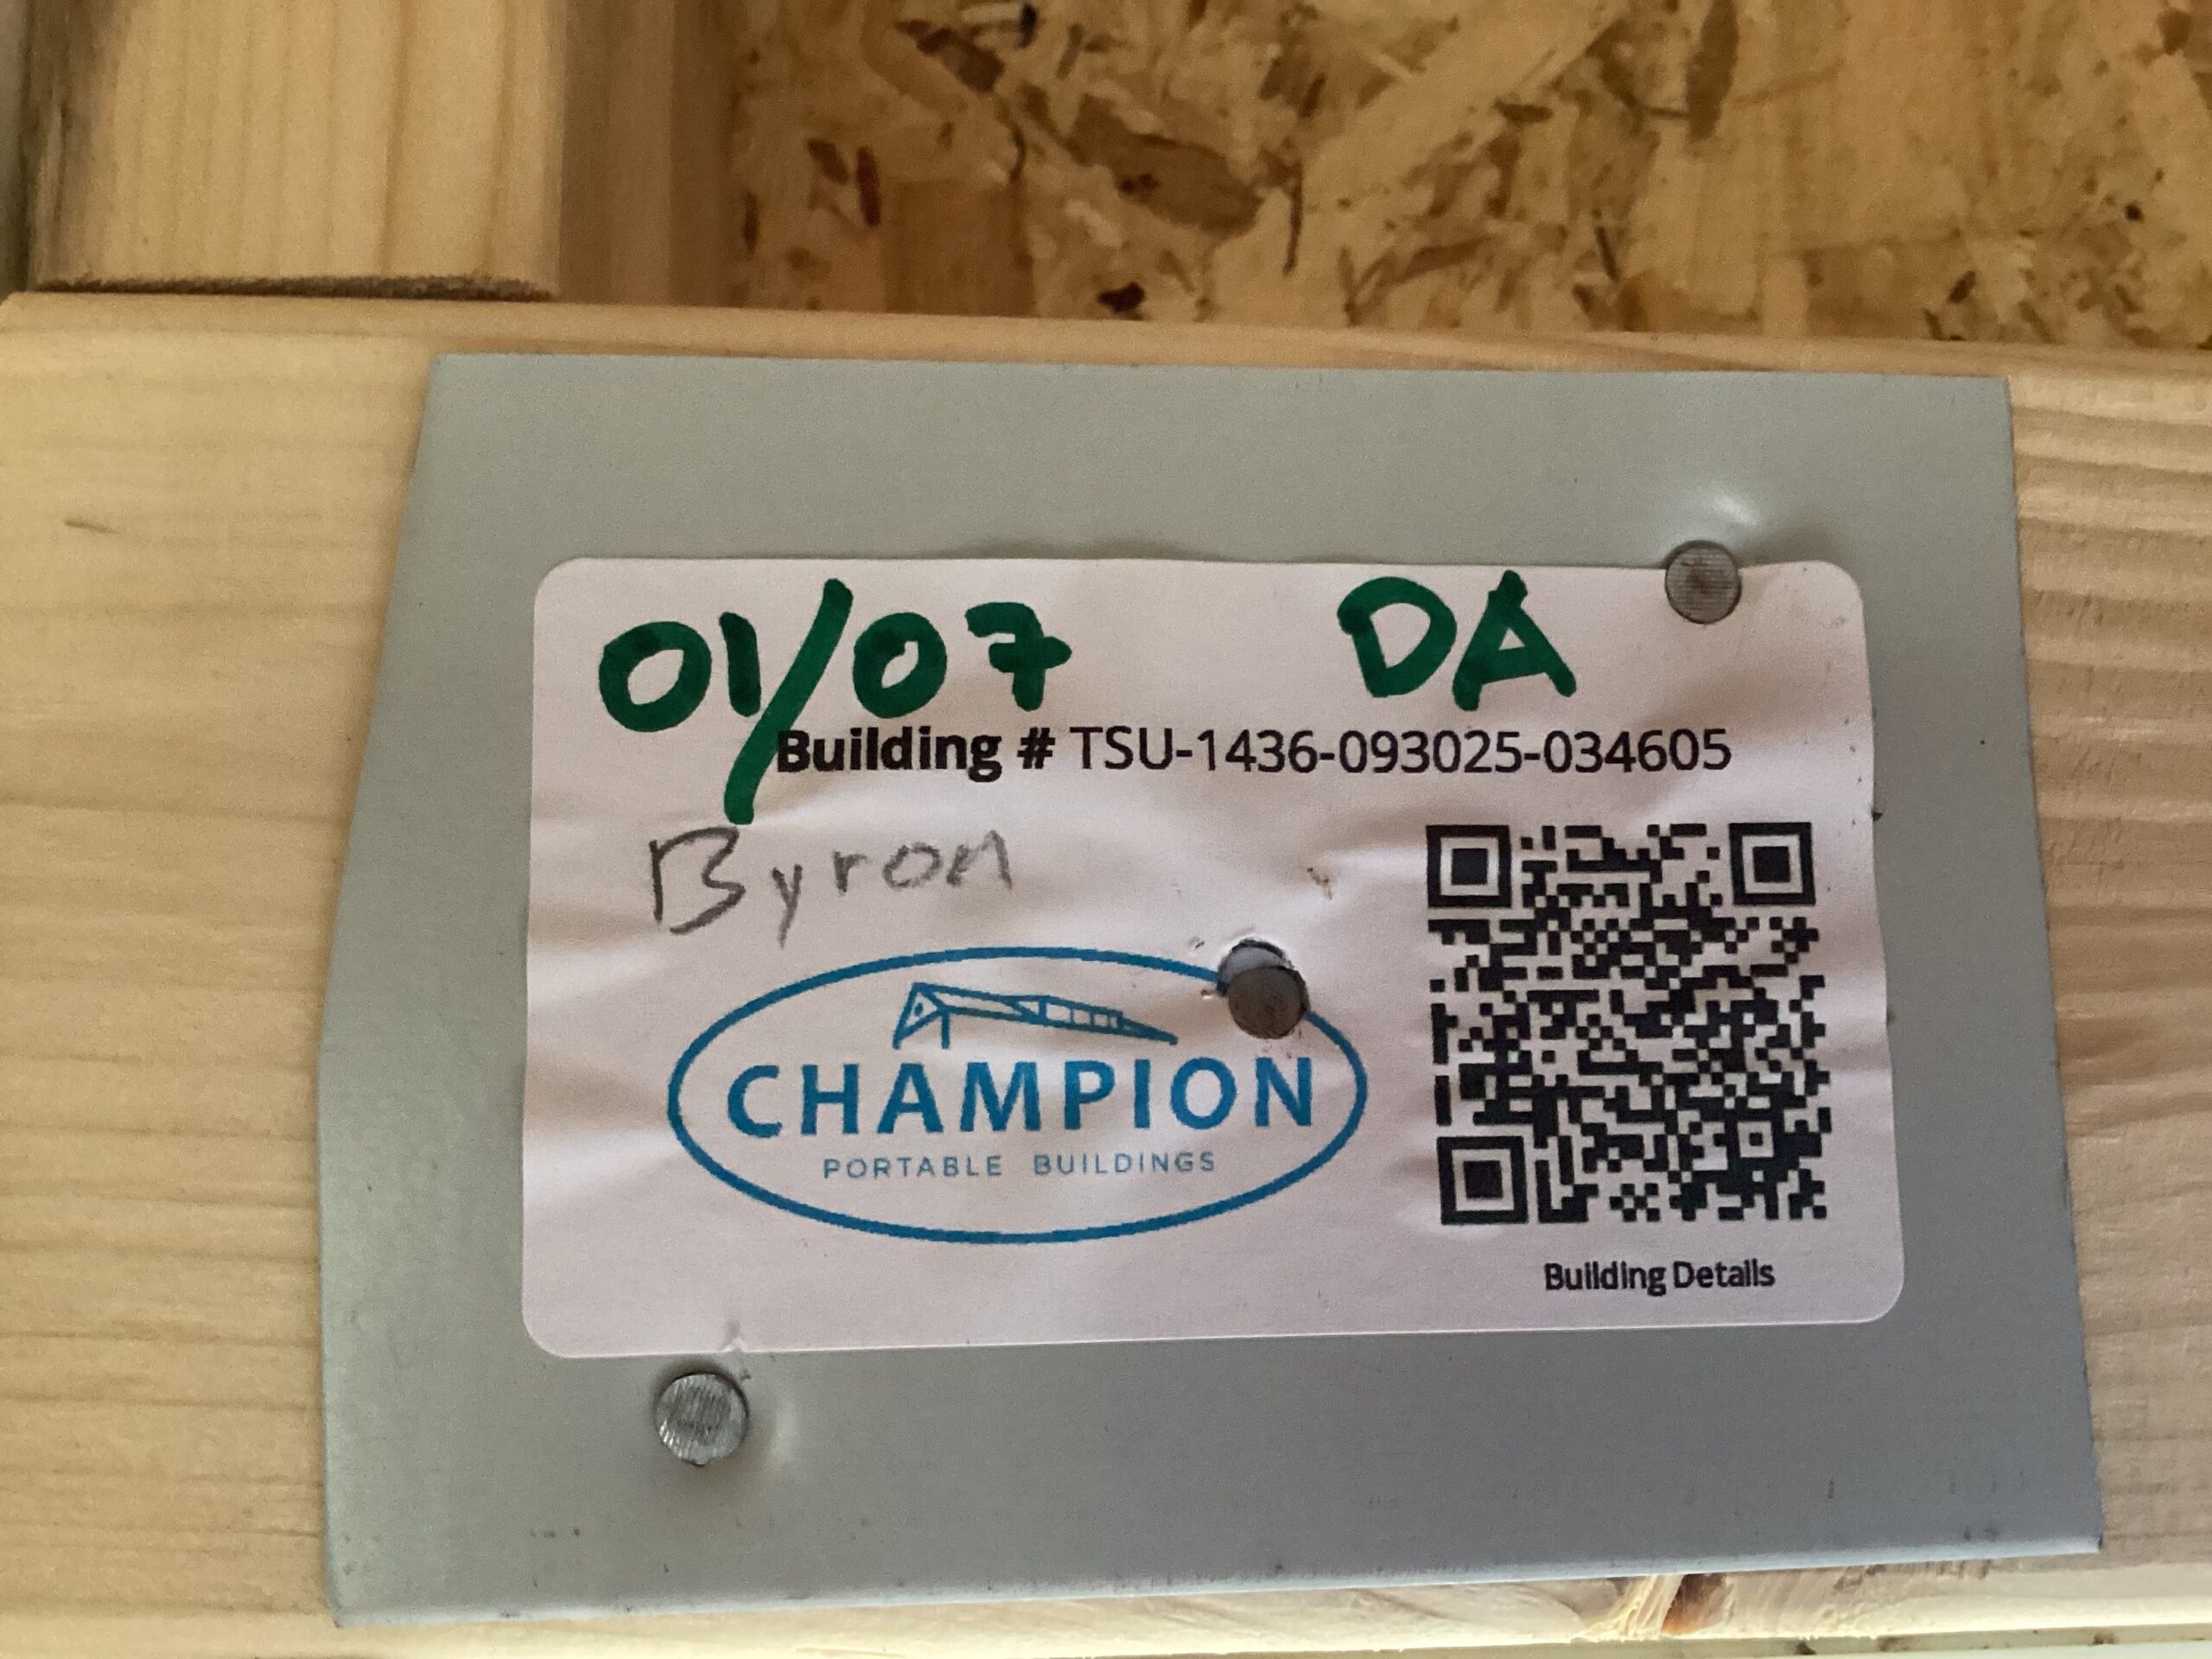 01/07 DA
Building # TSU-1436-093025-034605
Byron
CHAMPION
PORTABLE BUILDINGS
Building Details